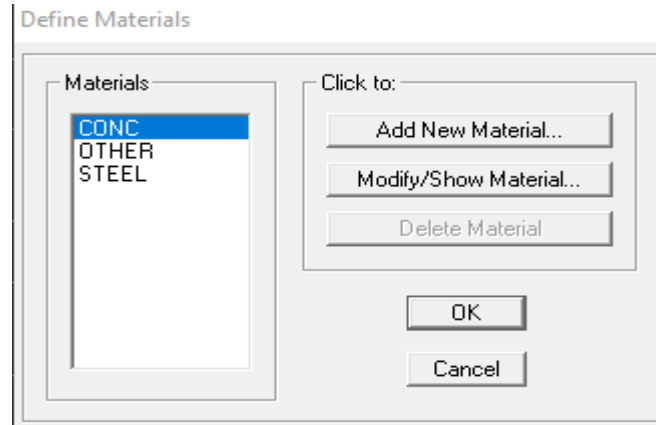 Define Materials
Materials
CONC
OTHER
STEEL
Click to:
Add New Material...
Modify/Show Material...
Delete Material
OK
Cancel